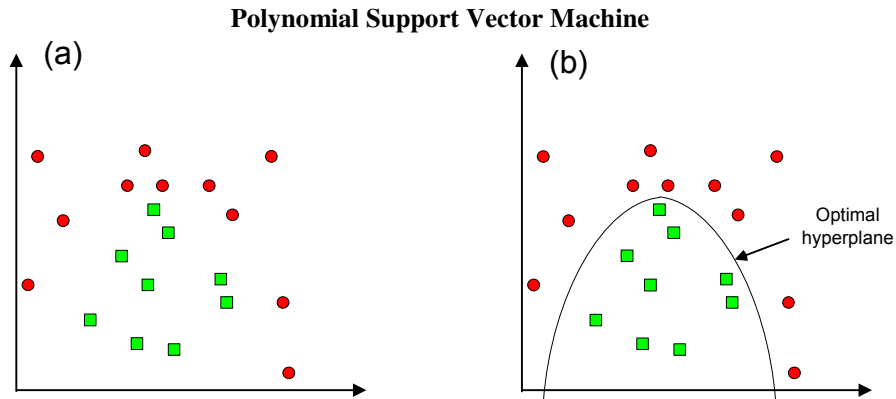 Polynomial Support Vector Machine
(a)
(b)
Optimal
hyperplane